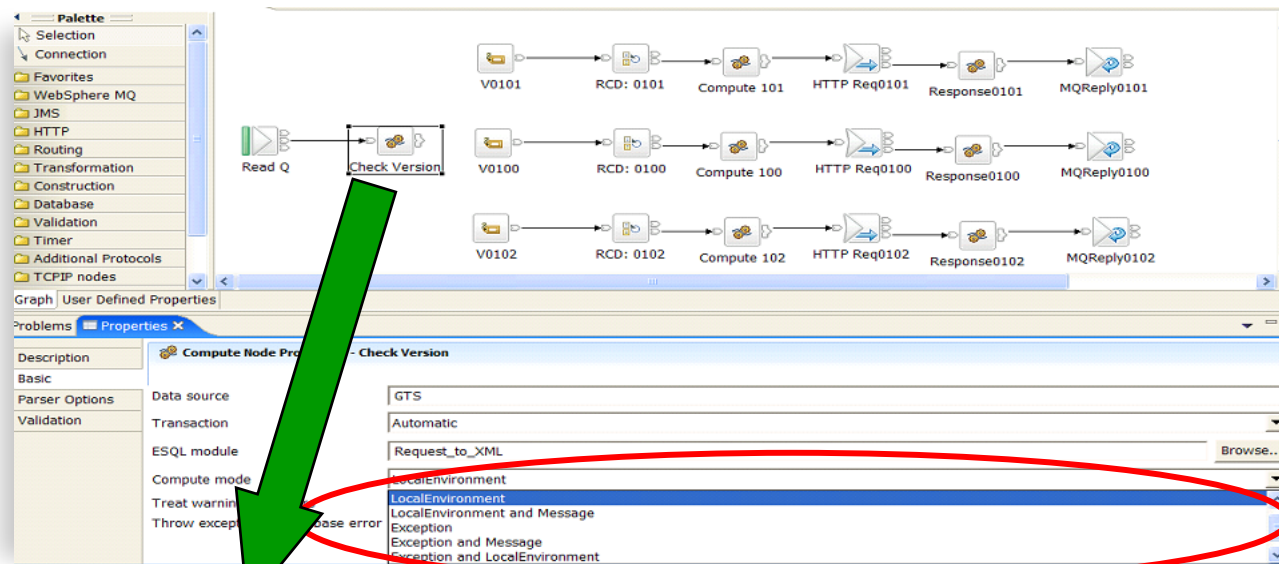 Palette
Selection
Connection
Favorites
WebSphere MQ
JMS
HTTP
Routing
Transformation
Construction
Database
Validation
Timer
Additional Protocols
TCPIP nodes
V0101
RCD: 0101
Compute 101
HTTP Req0101
Response0101
MQReply0101
Read Q
Check Version
V0100
RCD: 0100
Compute 100
HTTP Req0100
Response0100
MQReply0100
V0102
RCD: 0102
Compute 102
HTTP Req0102
Response0102
MQReply0102
Graph User Defined Properties
Problems Properties
Compute Node - Check Version
Description
Basic
Parser Options
Validation
Data source GTS
Transaction Automatic
ESQL module Request_to_XML Browse...
Compute mode LocalEnvironment
Treat
Throw error
LocalEnvironment
LocalEnvironment and Message
Exception
Exception and Message
Exception and LocalEnvironment